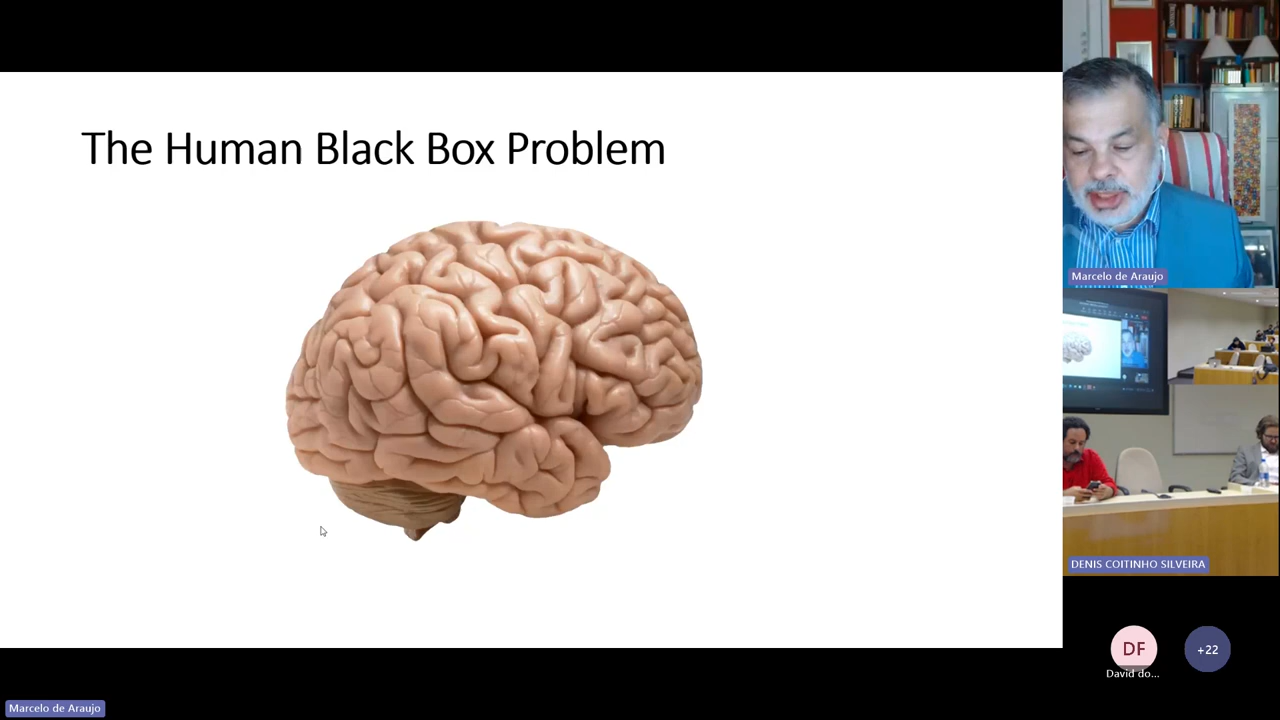 The Human Black Box Problem
Marcelo de Araujo
DENIS COITINHO SILVEIRA
DF
+22
David do...
Marcelo de Araujo